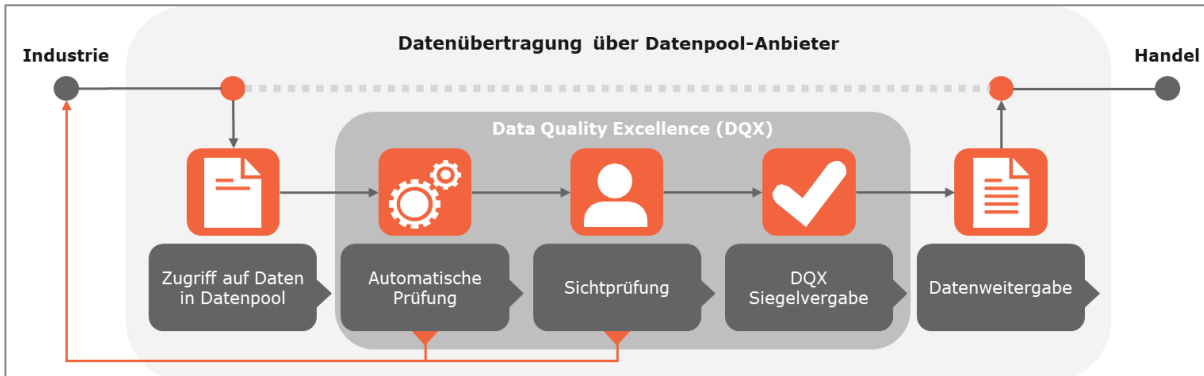 Datenübertragung über Datenpool-Anbieter
Industrie
Handel
Data Quality Excellence (DQX)
Zugriff auf Daten
in Datenpool
Automatische
Prüfung
Sichtprüfung
DQX
Siegelvergabe
Datenweitergabe